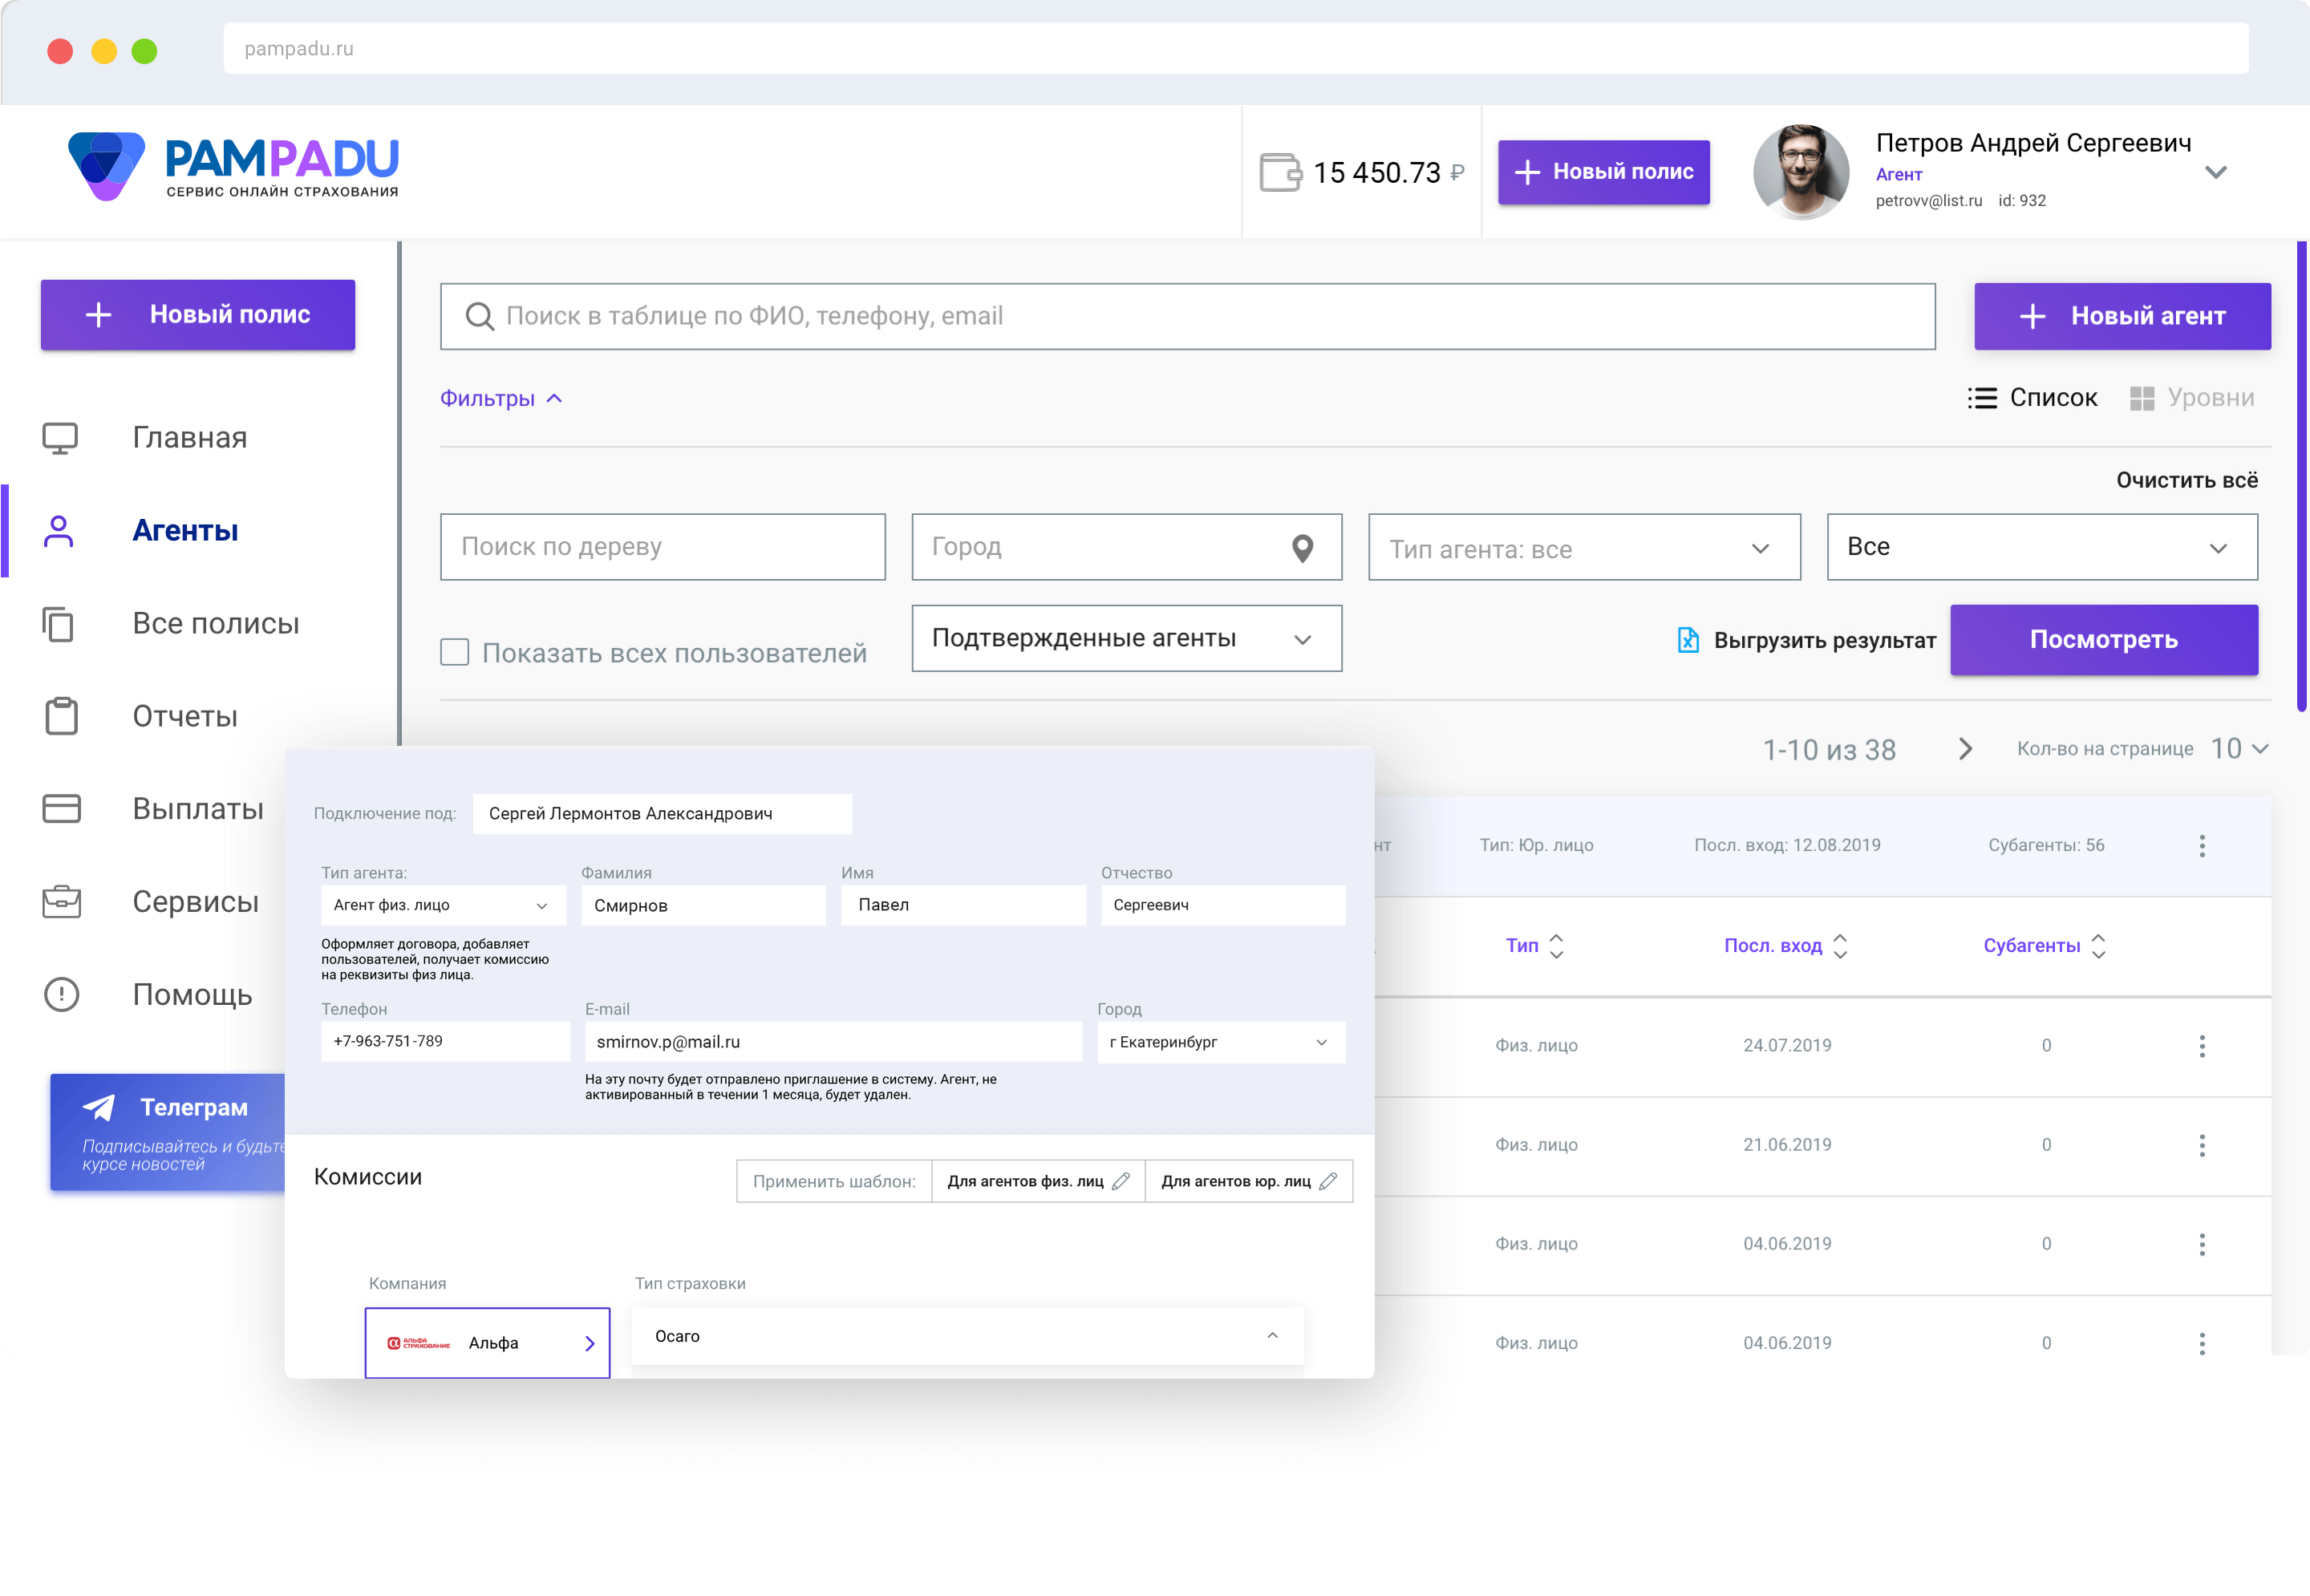 pampadu.ru
PAMPADU
СЕРВИС ОНЛАЙН СТРАХОВАНИЯ
15 450.73 ₽
Новый полис
Петров Андрей Сергеевич
Агент
petrovv@list.ru id: 932
Новый полис
Главная
Агенты
Все полисы
Отчеты
Выплаты
Сервисы
Помощь
Телеграм
Подписывайтесь и будьте
курсе новостей
Поиск в таблице по ФИО, телефону, email
Новый агент
Фильтры
Список
Уровни
Очистить всё
Поиск по дереву
Город
Тип агента: все
Все
Показать всех пользователей
Подтвержденные агенты
Выгрузить результат
Посмотреть
1-10 из 38
Кол-во на странице 10
нт
Тип: Юр. лицо
Посл. вход: 12.08.2019
Субагенты: 56
Тип
Посл. вход
Субагенты
Физ. лицо 24.07.2019 0
Физ. лицо 21.06.2019 0
Физ. лицо 04.06.2019 0
Физ. лицо 04.06.2019 0
Подключение под:
Сергей Лермонтов Александрович
Тип агента:
Фамилия
Имя
Отчество
Агент физ. лицо
Смирнов
Павел
Сергеевич
Оформляет договора, добавляет
пользователей, получает комиссию
на реквизиты физ лица.
Телефон
E-mail
Город
+7-963-751-789
smirnov.p@mail.ru
г Екатеринбург
На эту почту будет отправлено приглашение в систему. Агент, не
активированный в течении 1 месяца, будет удален.
Комиссии
Применить шаблон:
Для агентов физ. лиц
Для агентов юр. лиц
Компания
Тип страховки
АЛЬФА
СТРАХОВАНИЕ
Альфа
Осаго